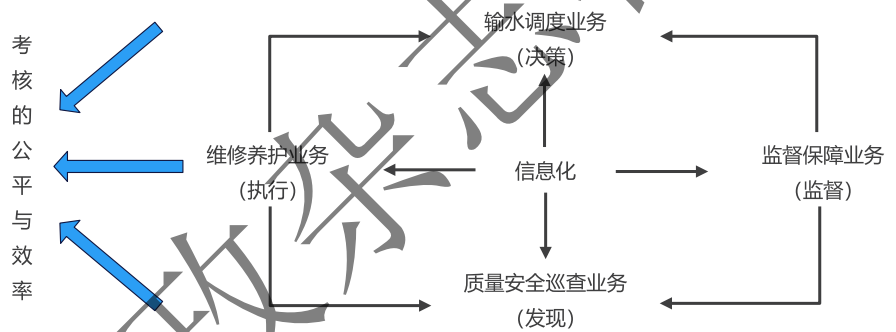 考核的公平与效率
输水调度业务
（决策）
维修养护业务
（执行）
信息化
监督保障业务
（监督）
质量安全巡查业务
（发现）